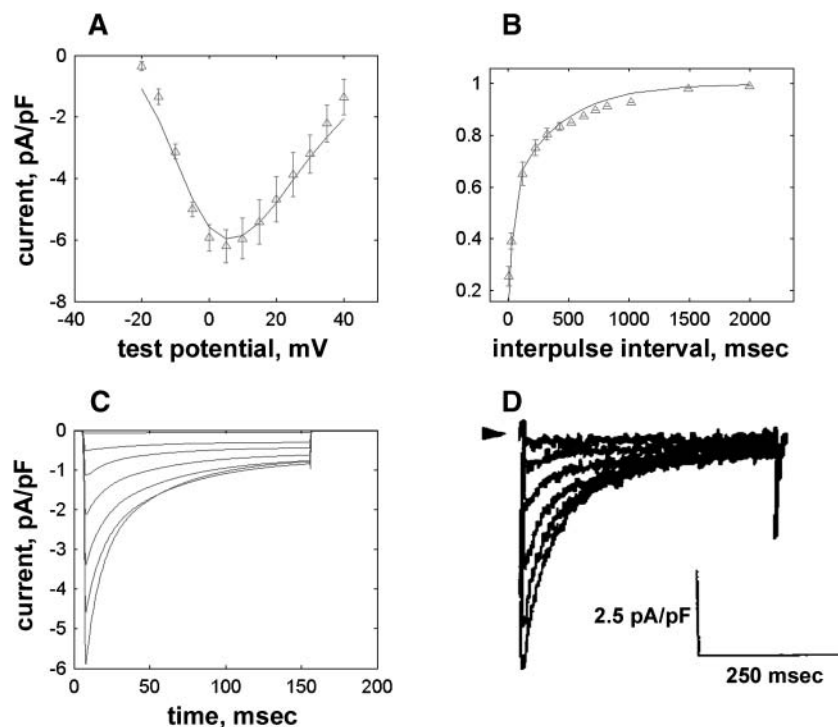 A
0
-2
-4
-6
-8
-40 -20 0 20 40
current, pA/pF
test potential, mV
B
1
0.8
0.6
0.4
0.2
0 500 1000 1500 2000
interpulse interval, msec
C
0
-1
-2
-3
-4
-5
-6
0 50 100 150 200
current, pA/pF
time, msec
D
2.5 pA/pF
250 msec